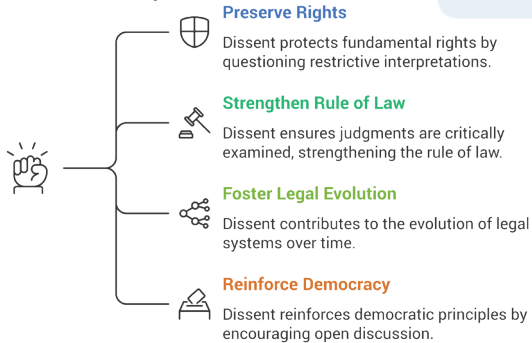 Preserve Rights
Dissent protects fundamental rights by
questioning restrictive interpretations.
Strengthen Rule of Law
Dissent ensures judgments are critically
examined, strengthening the rule of law.
Foster Legal Evolution
Dissent contributes to the evolution of legal
systems over time.
Reinforce Democracy
Dissent reinforces democratic principles by
encouraging open discussion.